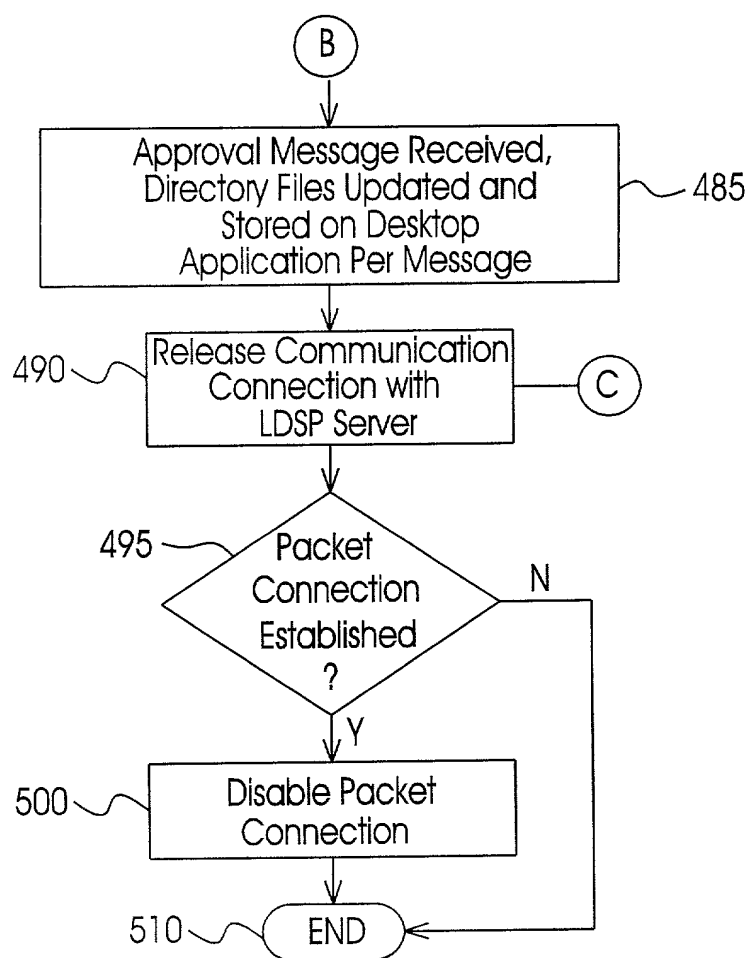 B
Approval Message Received,
Directory Files Updated and
Stored on Desktop
Application Per Message
485
490
Release Communication
Connection with
LDSP Server
C
495
Packet
Connection
Established
?
N
Y
500
Disable Packet
Connection
510
END